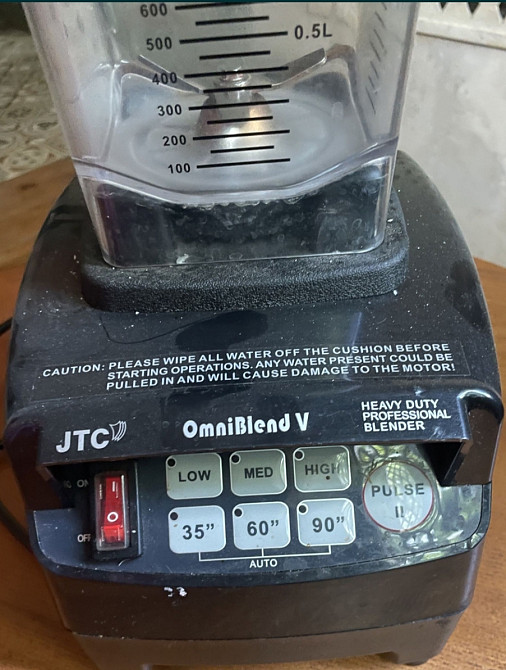 600
500
0.5L
400
300
200
100
CAUTION: PLEASE WIPE ALL WATER OFF THE CUSHION BEFORE
STARTING OPERATIONS. ANY WATER PRESENT COULD BE
PULLED IN AND WILL CAUSE DAMAGE TO THE MOTOR!
JTC
OmniBlend V
HEAVY DUTY
PROFESSIONAL
BLENDER
ON
LOW
MED
HIGH
PULSE
II
OFF
35”
60”
90”
AUTO